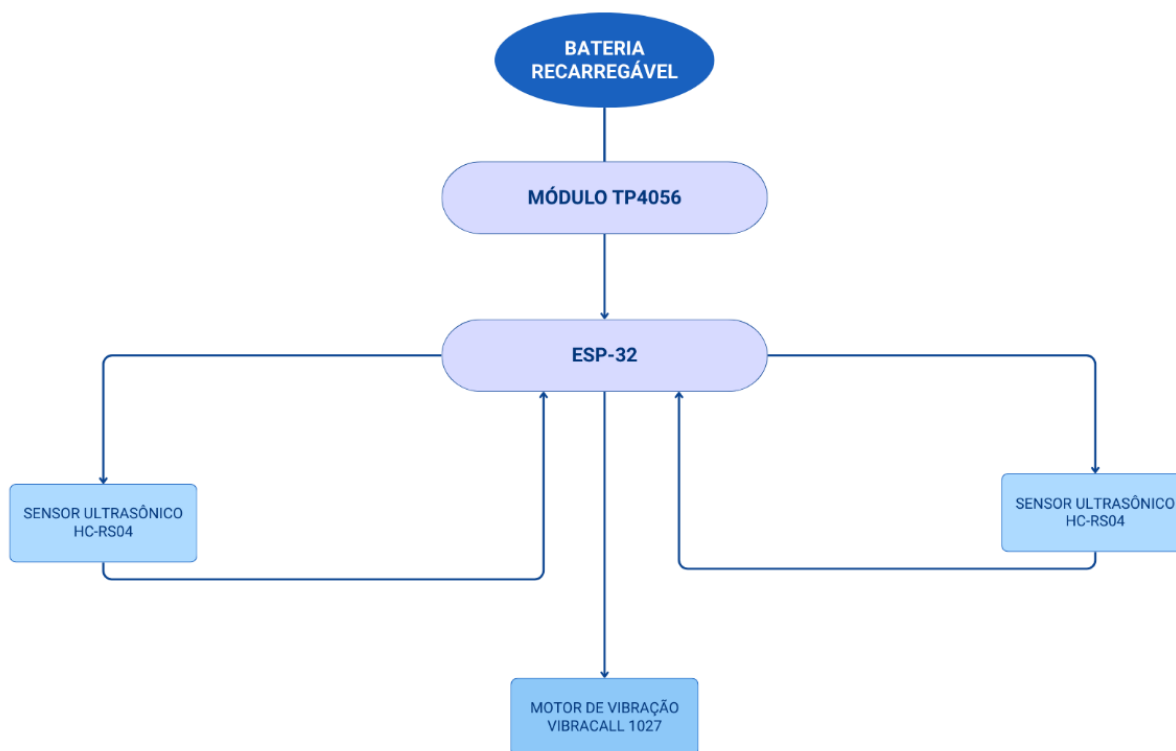 BATERIA
RECARREGÁVEL
MÓDULO TP4056
ESP-32
SENSOR ULTRASÔNICO
HC-RS04
SENSOR ULTRASÔNICO
HC-RS04
MOTOR DE VIBRAÇÃO
VIBRACALL 1027